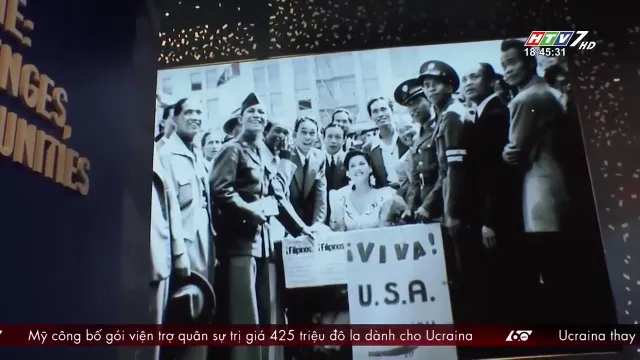 E:
NGES,
UNITIES
HTV7 HD
18:45:31
¡Filipinos
¡Filipinos
¡VIVA!
U.S.A.
Mỹ công bố gói viện trợ quân sự trị giá 425 triệu đô la dành cho Ucraina
60
Ucraina thay